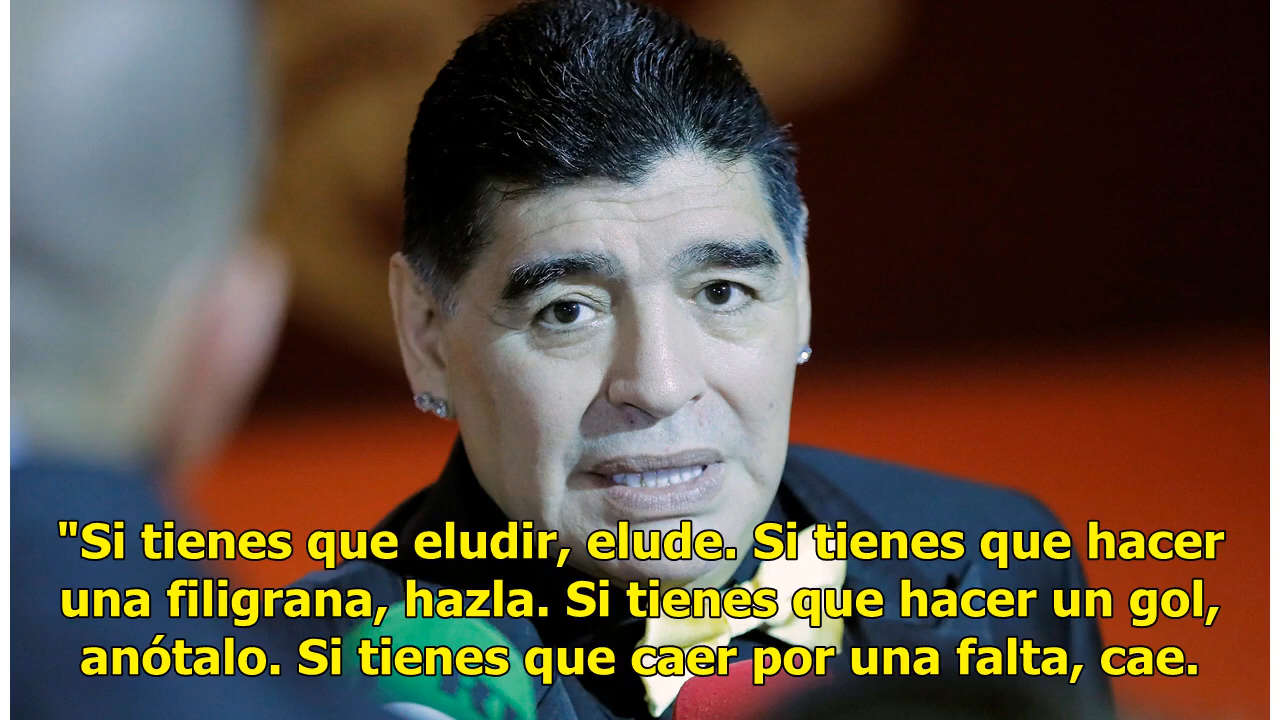 "Si tienes que eludir, elude. Si tienes que hacer
una filigrana, hazla. Si tienes que hacer un gol,
anótalo. Si tienes que caer por una falta, cae.